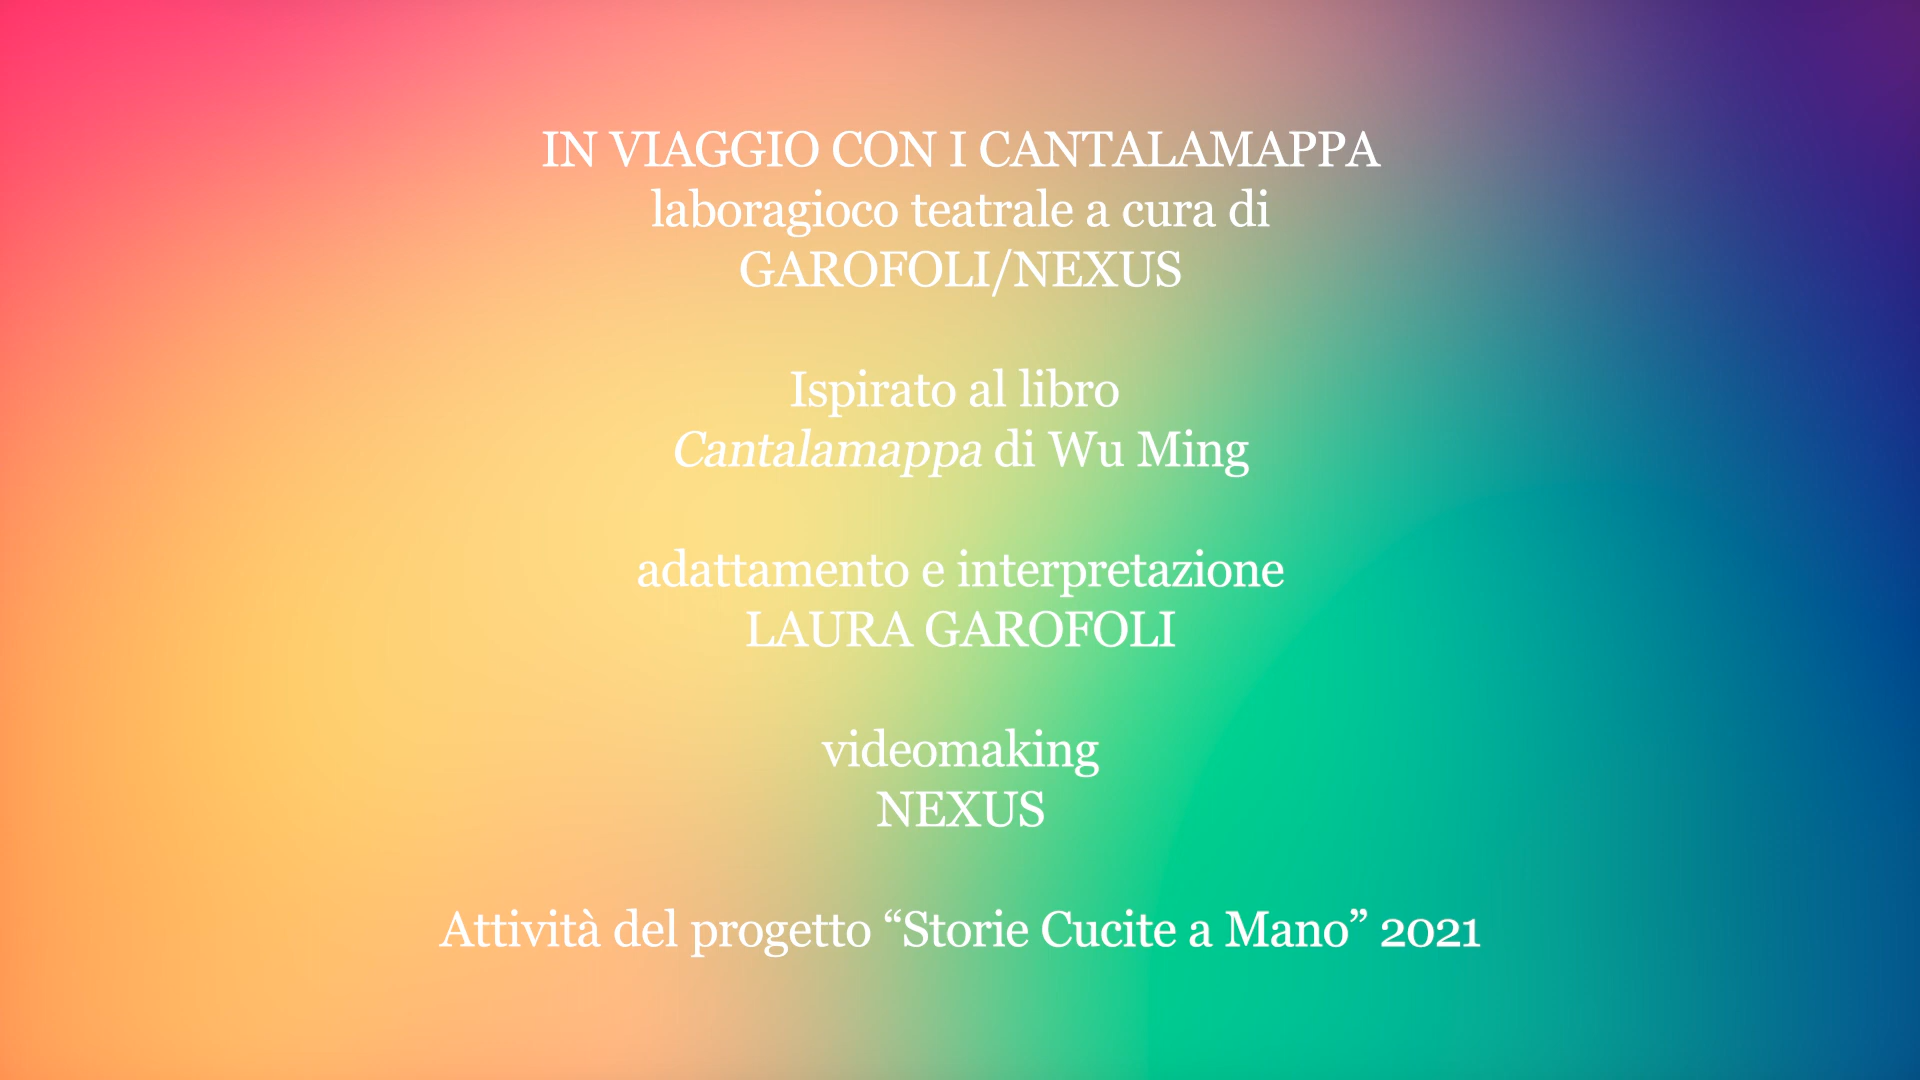 IN VIAGGIO CON I CANTALAMAPPA
laboragioco teatrale a cura di
GAROFOLI/NEXUS
Ispirato al libro
Cantalamappa di Wu Ming
adattamento e interpretazione
LAURA GAROFOLI
videomaking
NEXUS
Attività del progetto “Storie Cucite a Mano” 2021